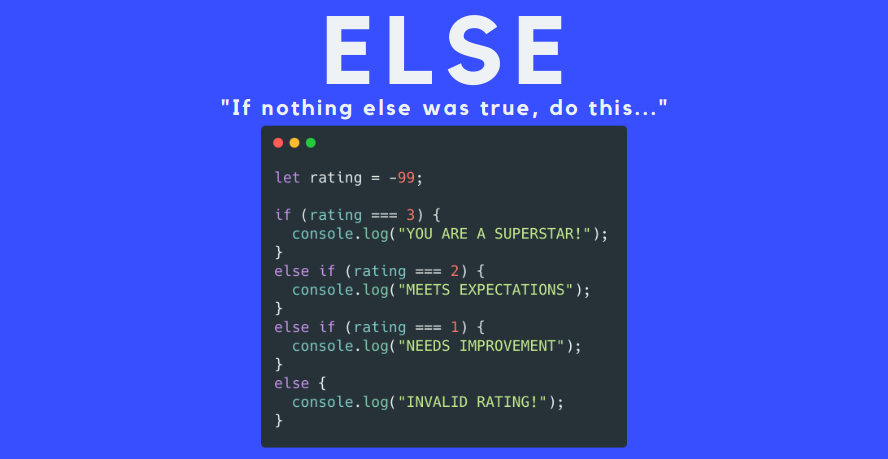 ELSE
"If nothing else was true, do this..."
let rating = -99;
if (rating === 3) {
  console.log("YOU ARE A SUPERSTAR!");
}
else if (rating === 2) {
  console.log("MEETS EXPECTATIONS");
}
else if (rating === 1) {
  console.log("NEEDS IMPROVEMENT");
}
else {
  console.log("INVALID RATING!");
}